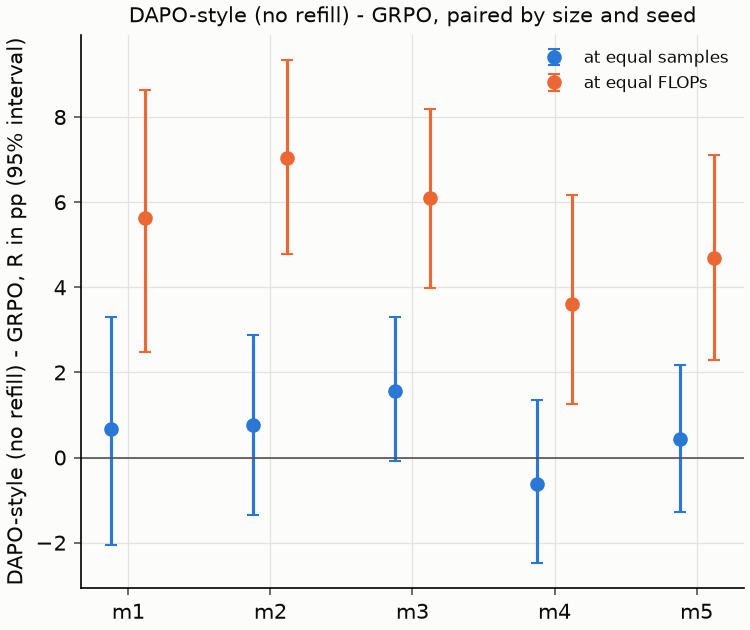 DAPO-style (no refill) - GRPO, paired by size and seed
DAPO-style (no refill) - GRPO, R in pp (95% interval)
at equal samples
at equal FLOPs
8
6
4
2
0
−2
m1 m2 m3 m4 m5